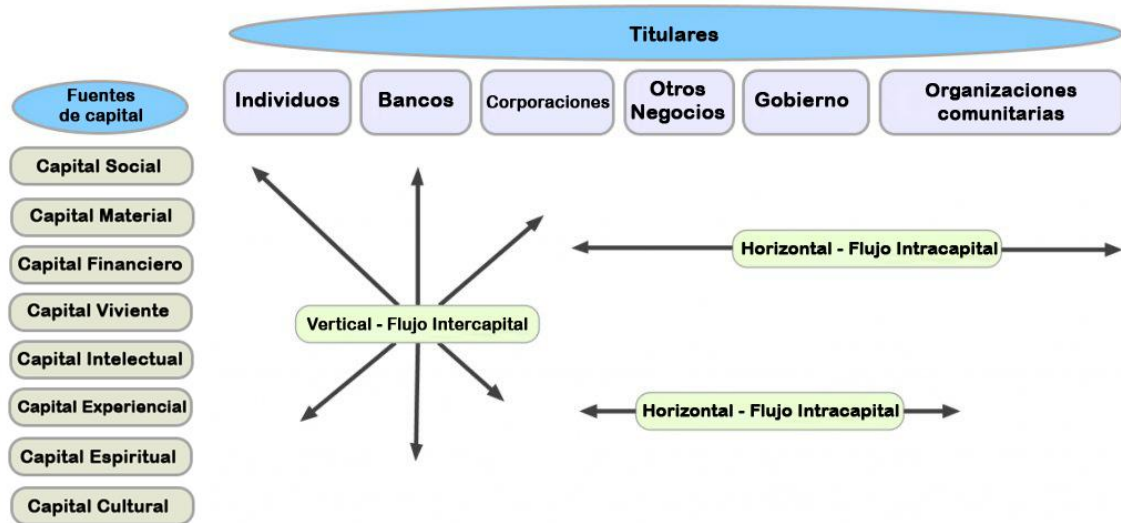 Titulares
Fuentes
de capital
Individuos
Bancos
Corporaciones
Otros
Negocios
Gobierno
Organizaciones
comunitarias
Capital Social
Capital Material
Capital Financiero
Capital Viviente
Capital Intelectual
Capital Experiencial
Capital Espiritual
Capital Cultural
Horizontal - Flujo Intracapital
Vertical - Flujo Intercapital
Horizontal - Flujo Intracapital